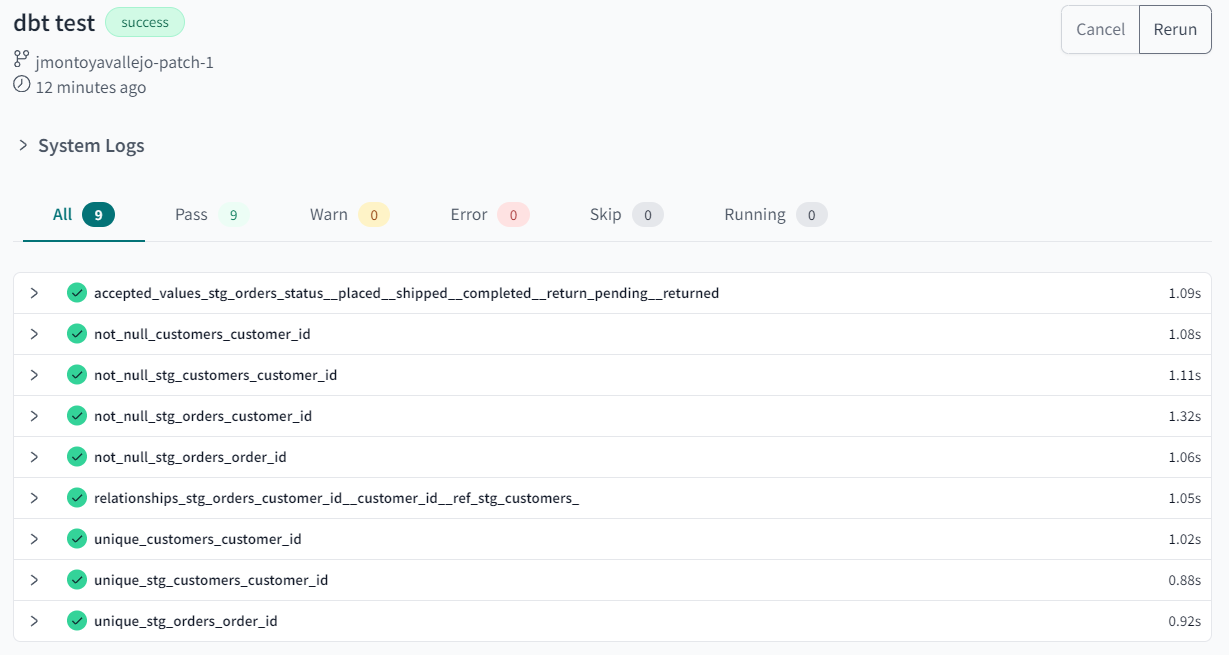 dbt test success
Cancel Rerun
jmontoyavallejo-patch-1
12 minutes ago
System Logs
All 9 Pass 9 Warn 0 Error 0 Skip 0 Running 0
accepted_values_stg_orders_status__placed__shipped__completed__return_pending__returned 1.09s
not_null_customers_customer_id 1.08s
not_null_stg_customers_customer_id 1.11s
not_null_stg_orders_customer_id 1.32s
not_null_stg_orders_order_id 1.06s
relationships_stg_orders_customer_id__customer_id__ref_stg_customers_ 1.05s
unique_customers_customer_id 1.02s
unique_stg_customers_customer_id 0.88s
unique_stg_orders_order_id 0.92s